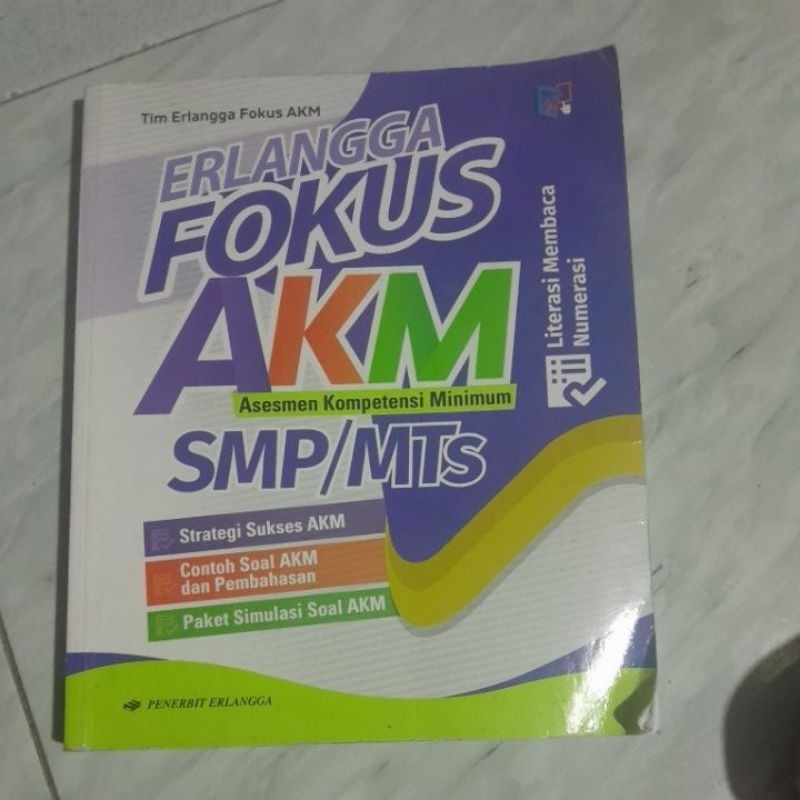 Tim Erlangga Fokus AKM
ERLANGGA
FOKUS
AKM
Asesmen Kompetensi Minimum
SMP/MTs
Literasi Membaca
Numerasi
Strategi Sukses AKM
Contoh Soal AKM
dan Pembahasan
Paket Simulasi Soal AKM
PENERBIT ERLANGGA